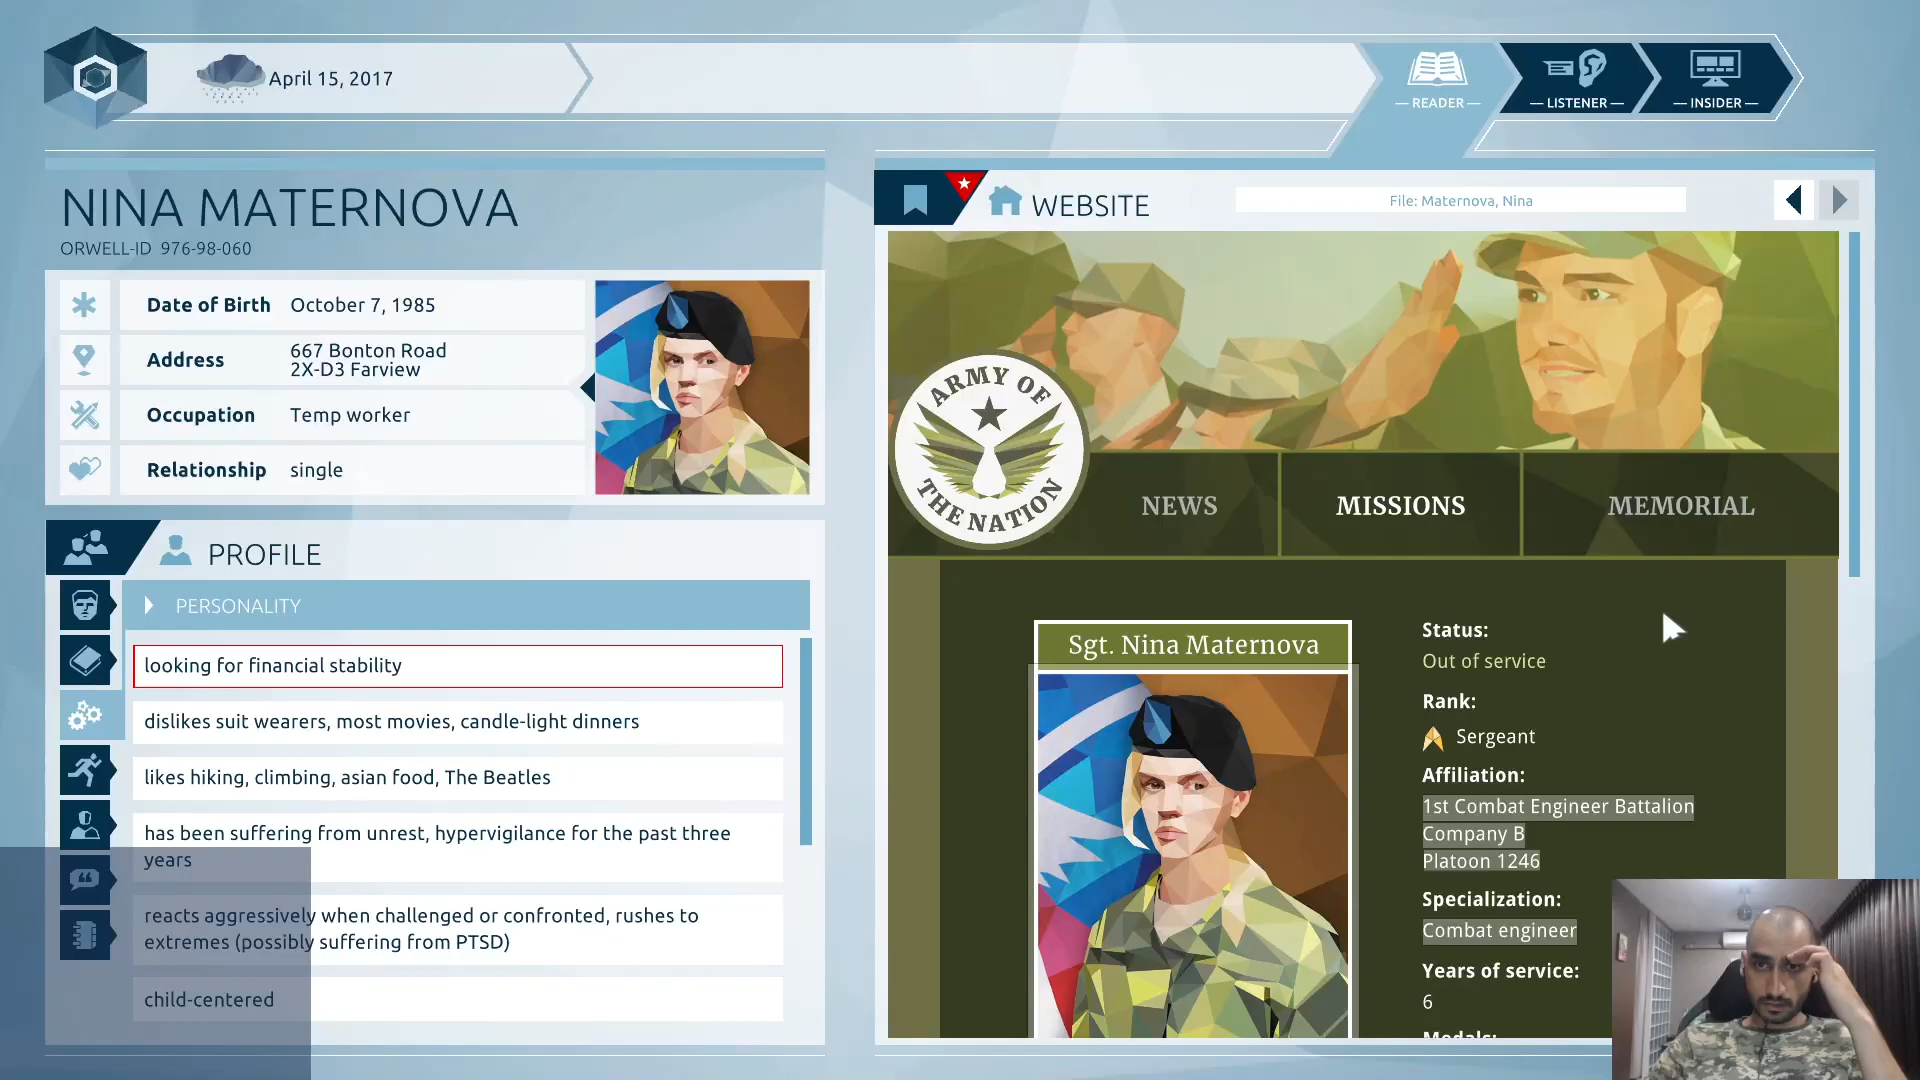 April 15, 2017
— READER —
— LISTENER —
— INSIDER —
NINA MATERNOVA
ORWELL-ID 976-98-060
Date of Birth October 7, 1985
Address 667 Bonton Road
2X-D3 Farview
Occupation Temp worker
Relationship single
PROFILE
PERSONALITY
looking for financial stability
dislikes suit wearers, most movies, candle-light dinners
likes hiking, climbing, asian food, The Beatles
has been suffering from unrest, hypervigilance for the past three
years
reacts aggressively when challenged or confronted, rushes to
extremes (possibly suffering from PTSD)
child-centered
WEBSITE
File: Maternova, Nina
ARMY OF
THE NATION
NEWS
MISSIONS
MEMORIAL
Sgt. Nina Maternova
Status:
Out of service
Rank:
Sergeant
Affiliation:
1st Combat Engineer Battalion
Company B
Platoon 1246
Specialization:
Combat engineer
Years of service:
6
Medals: